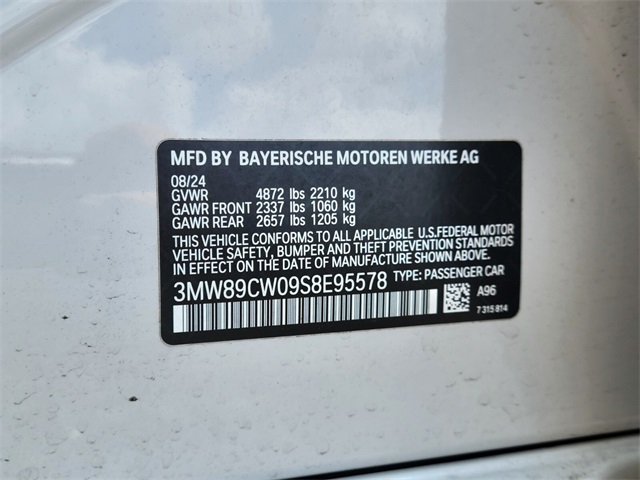 MFD BY BAYERISCHE MOTOREN WERKE AG
08/24
GVWR 4872 lbs 2210 kg
GAWR FRONT 2337 lbs 1060 kg
GAWR REAR 2657 lbs 1205 kg
THIS VEHICLE CONFORMS TO ALL APPLICABLE U.S.FEDERAL MOTOR
VEHICLE SAFETY, BUMPER AND THEFT PREVENTION STANDARDS
IN EFFECT ON THE DATE OF MANUFACTURE SHOWN ABOVE.
3MW89CW09S8E95578 TYPE: PASSENGER CAR
A96
7 315 814